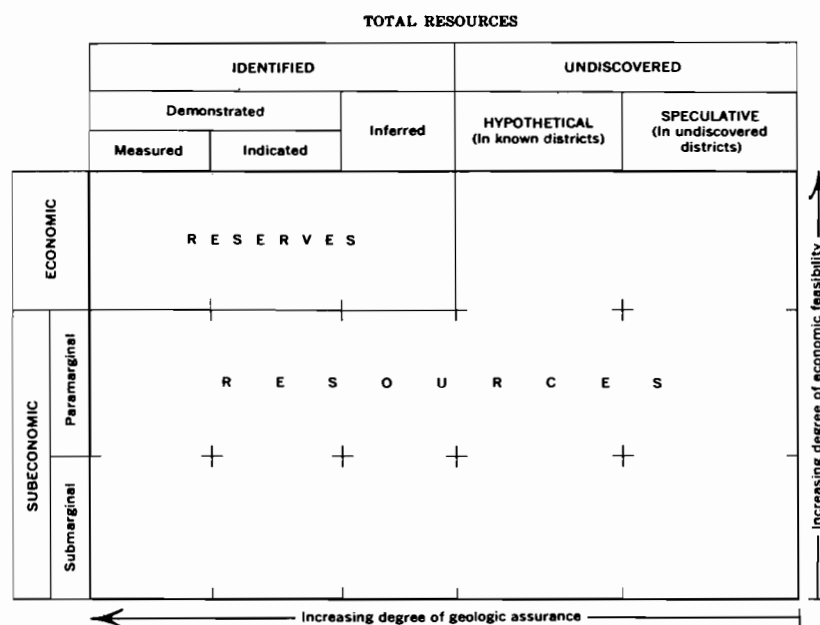 TOTAL RESOURCES
IDENTIFIED
UNDISCOVERED
Demonstrated
Inferred
HYPOTHETICAL
(In known districts)
SPECULATIVE
(In undiscovered
districts)
Measured
Indicated
ECONOMIC
RESERVES
SUBECONOMIC
Paramarginal
RESOURCES
Submarginal
Increasing degree of economic feasibility
Increasing degree of geologic assurance